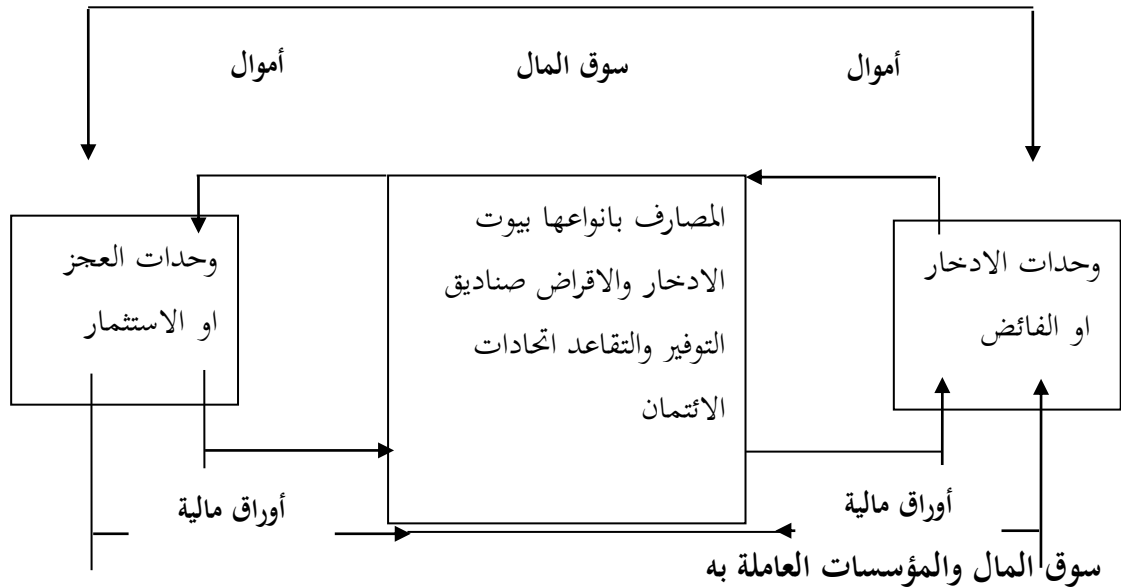 أموال
سوق المال
أموال
وحدات الادخار
او الفائض
المصارف بانواعها بيوت
الادخار والاقراض صناديق
التوفير والتقاعد اتحادات
الائتمان
وحدات العجز
او الاستثمار
أوراق مالية
أوراق مالية
سوق المال والمؤسسات العاملة به